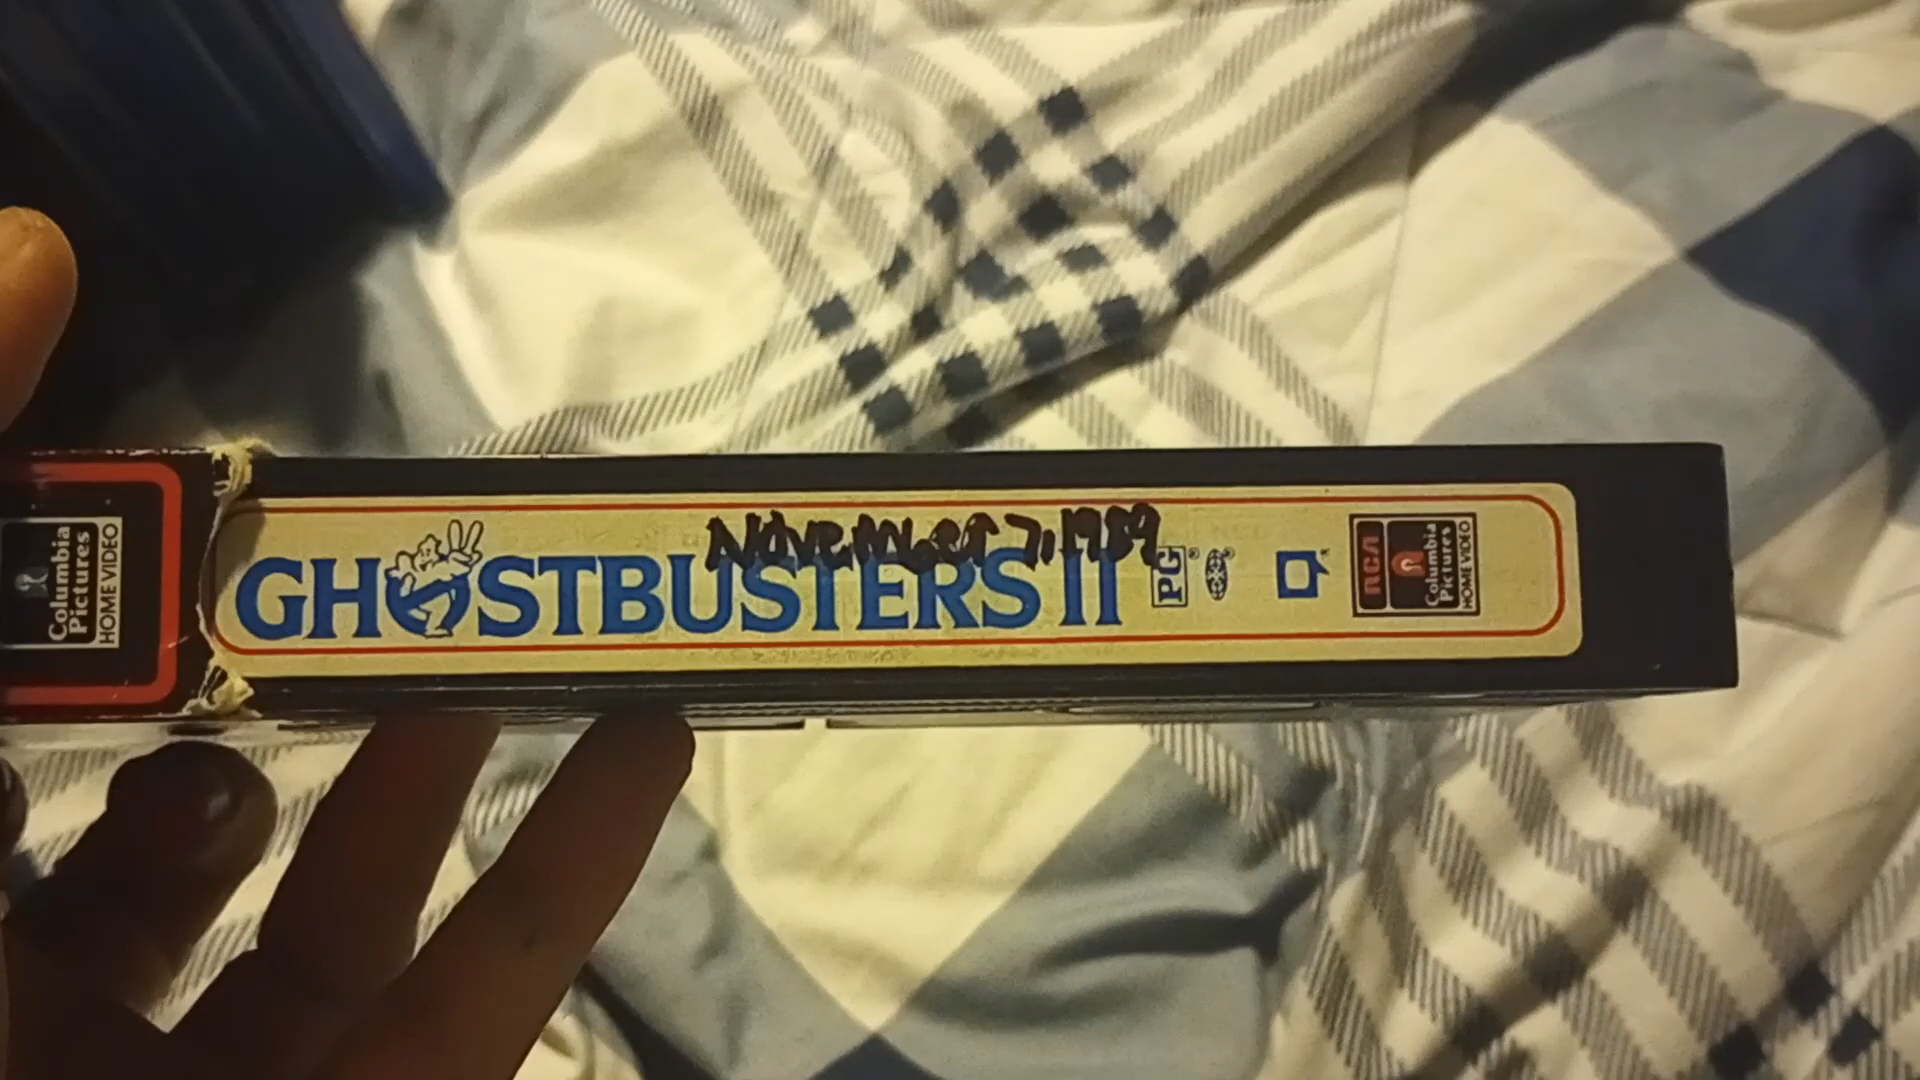 Columbia
Pictures
HOME VIDEO
November 7, 1989
GHOSTBUSTERS II
PG
RCA
Columbia
Pictures
HOME VIDEO